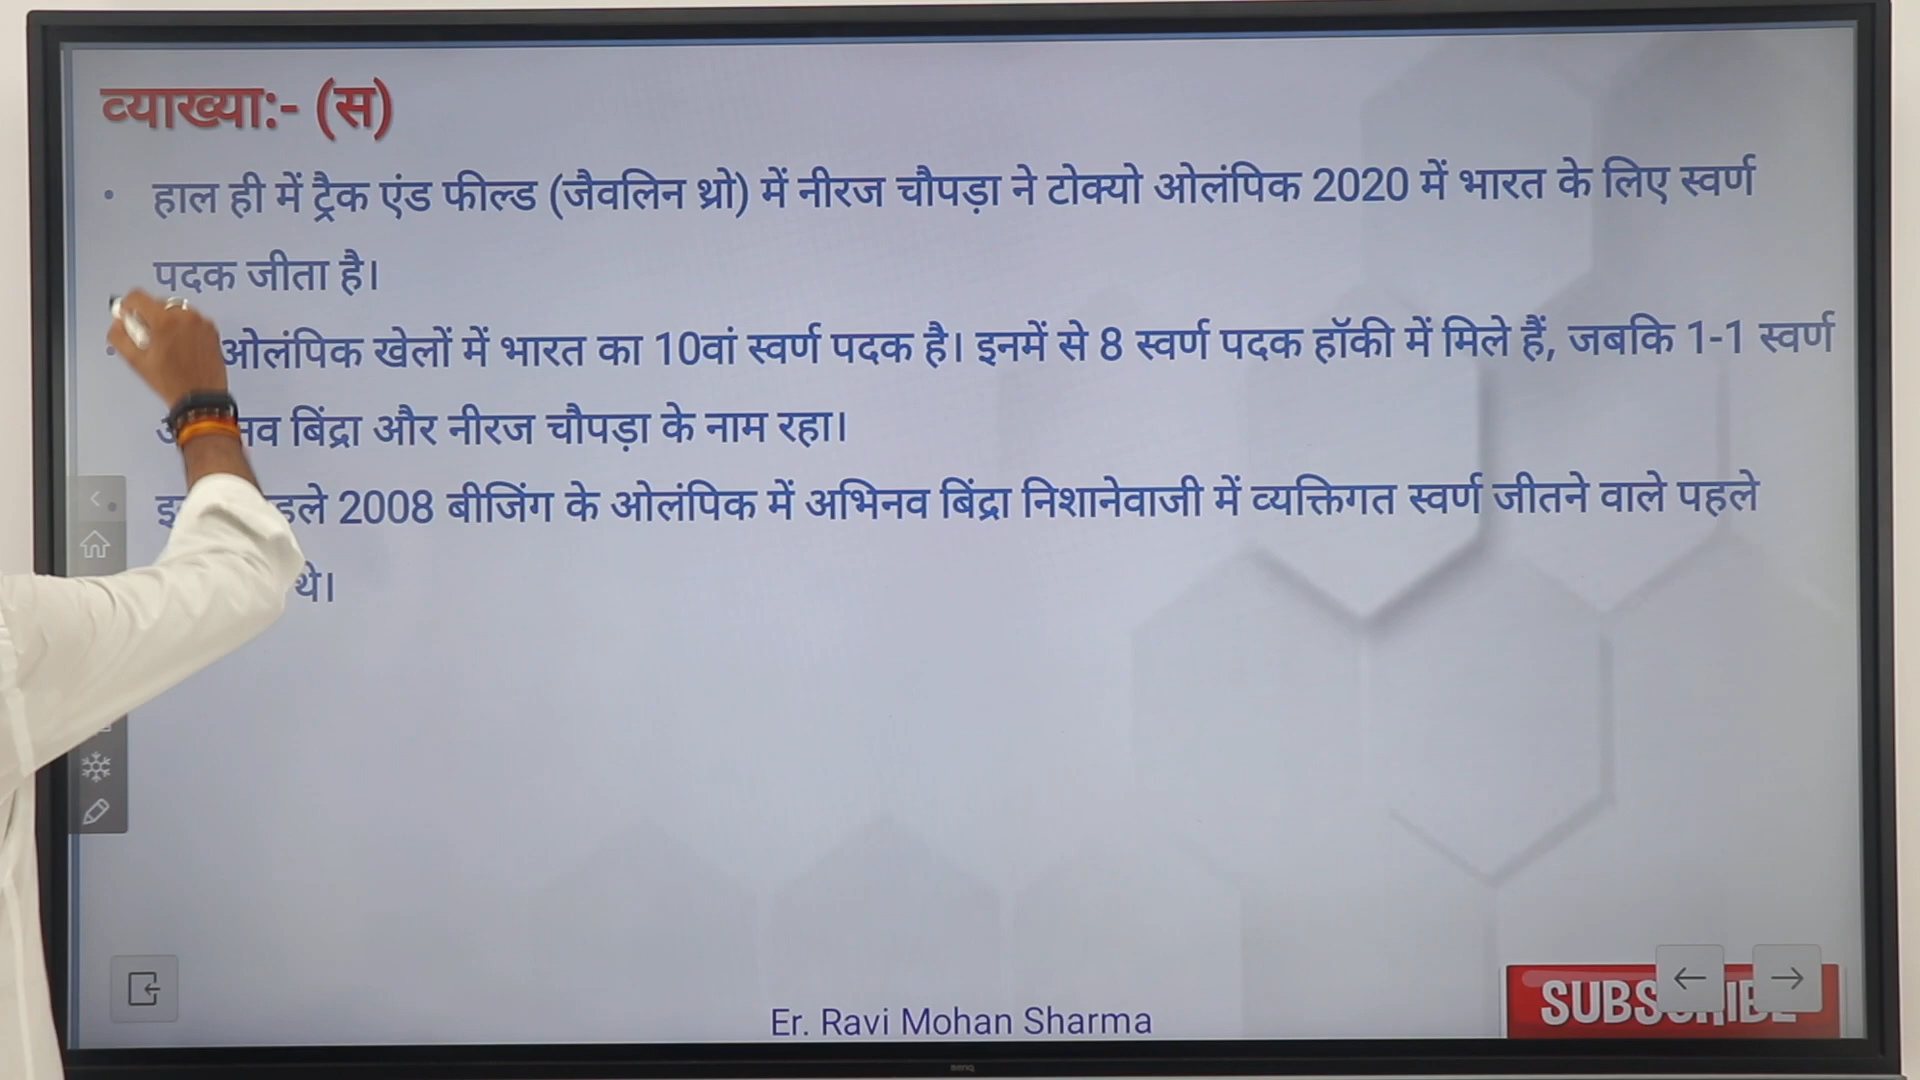 व्याख्या:- (स)
• हाल ही में ट्रैक एंड फील्ड (जैवलिन थ्रो) में नीरज चौपड़ा ने टोक्यो ओलंपिक 2020 में भारत के लिए स्वर्ण
पदक जीता है।
• ओलंपिक खेलों में भारत का 10वां स्वर्ण पदक है। इनमें से 8 स्वर्ण पदक हॉकी में मिले हैं, जबकि 1-1 स्वर्ण
बिंद्रा और नीरज चौपड़ा के नाम रहा।
2008 बीजिंग के ओलंपिक में अभिनव बिंद्रा निशानेवाजी में व्यक्तिगत स्वर्ण जीतने वाले पहले
थे।
Er. Ravi Mohan Sharma
BenQ